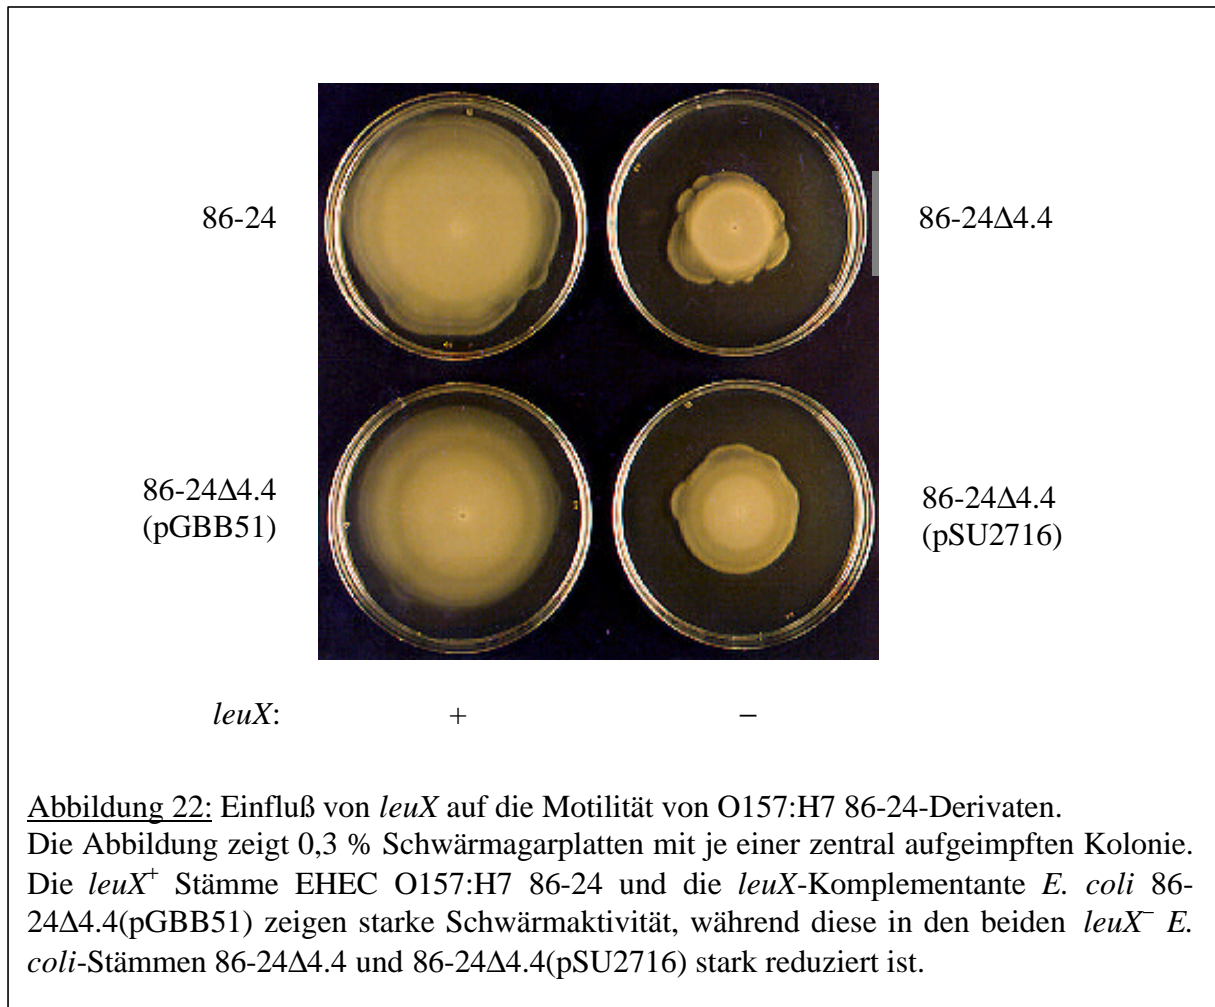 86-24
86-24Δ4.4
86-24Δ4.4
(pGBB51)
86-24Δ4.4
(pSU2716)
leuX: + −
Abbildung 22: Einfluß von leuX auf die Motilität von O157:H7 86-24-Derivaten.
Die Abbildung zeigt 0,3 % Schwärmagarplatten mit je einer zentral aufgeimpften Kolonie.
Die leuX⁺ Stämme EHEC O157:H7 86-24 und die leuX-Komplementante E. coli 86-
24Δ4.4(pGBB51) zeigen starke Schwärmaktivität, während diese in den beiden leuX⁻ E.
coli-Stämmen 86-24Δ4.4 und 86-24Δ4.4(pSU2716) stark reduziert ist.